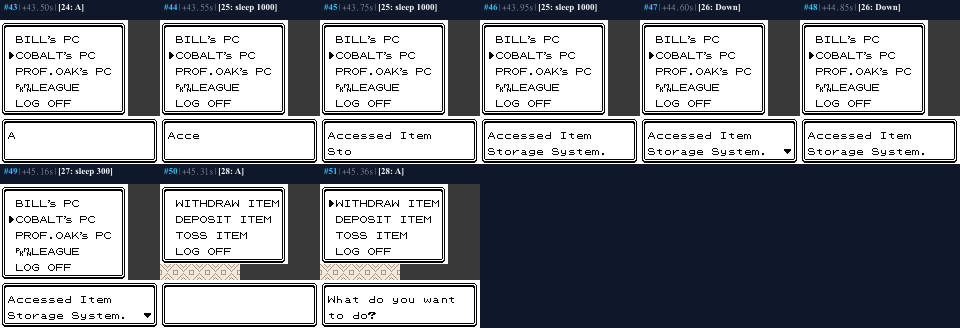 #43 | +43.50s | [24: A]
BILL's PC
COBALT's PC
PROF.OAK's PC
PKMN LEAGUE
LOG OFF
A
#44 | +43.55s | [25: sleep 1000]
BILL's PC
COBALT's PC
PROF.OAK's PC
PKMN LEAGUE
LOG OFF
Acce
#45 | +43.75s | [25: sleep 1000]
BILL's PC
COBALT's PC
PROF.OAK's PC
PKMN LEAGUE
LOG OFF
Accessed Item
Sto
#46 | +43.95s | [25: sleep 1000]
BILL's PC
COBALT's PC
PROF.OAK's PC
PKMN LEAGUE
LOG OFF
Accessed Item
Storage System.
#47 | +44.60s | [26: Down]
BILL's PC
COBALT's PC
PROF.OAK's PC
PKMN LEAGUE
LOG OFF
Accessed Item
Storage System.
#48 | +44.85s | [26: Down]
BILL's PC
COBALT's PC
PROF.OAK's PC
PKMN LEAGUE
LOG OFF
Accessed Item
Storage System.
#49 | +45.16s | [27: sleep 300]
BILL's PC
COBALT's PC
PROF.OAK's PC
PKMN LEAGUE
LOG OFF
Accessed Item
Storage System.
#50 | +45.31s | [28: A]
WITHDRAW ITEM
DEPOSIT ITEM
TOSS ITEM
LOG OFF
#51 | +45.36s | [28: A]
WITHDRAW ITEM
DEPOSIT ITEM
TOSS ITEM
LOG OFF
What do you want
to do?